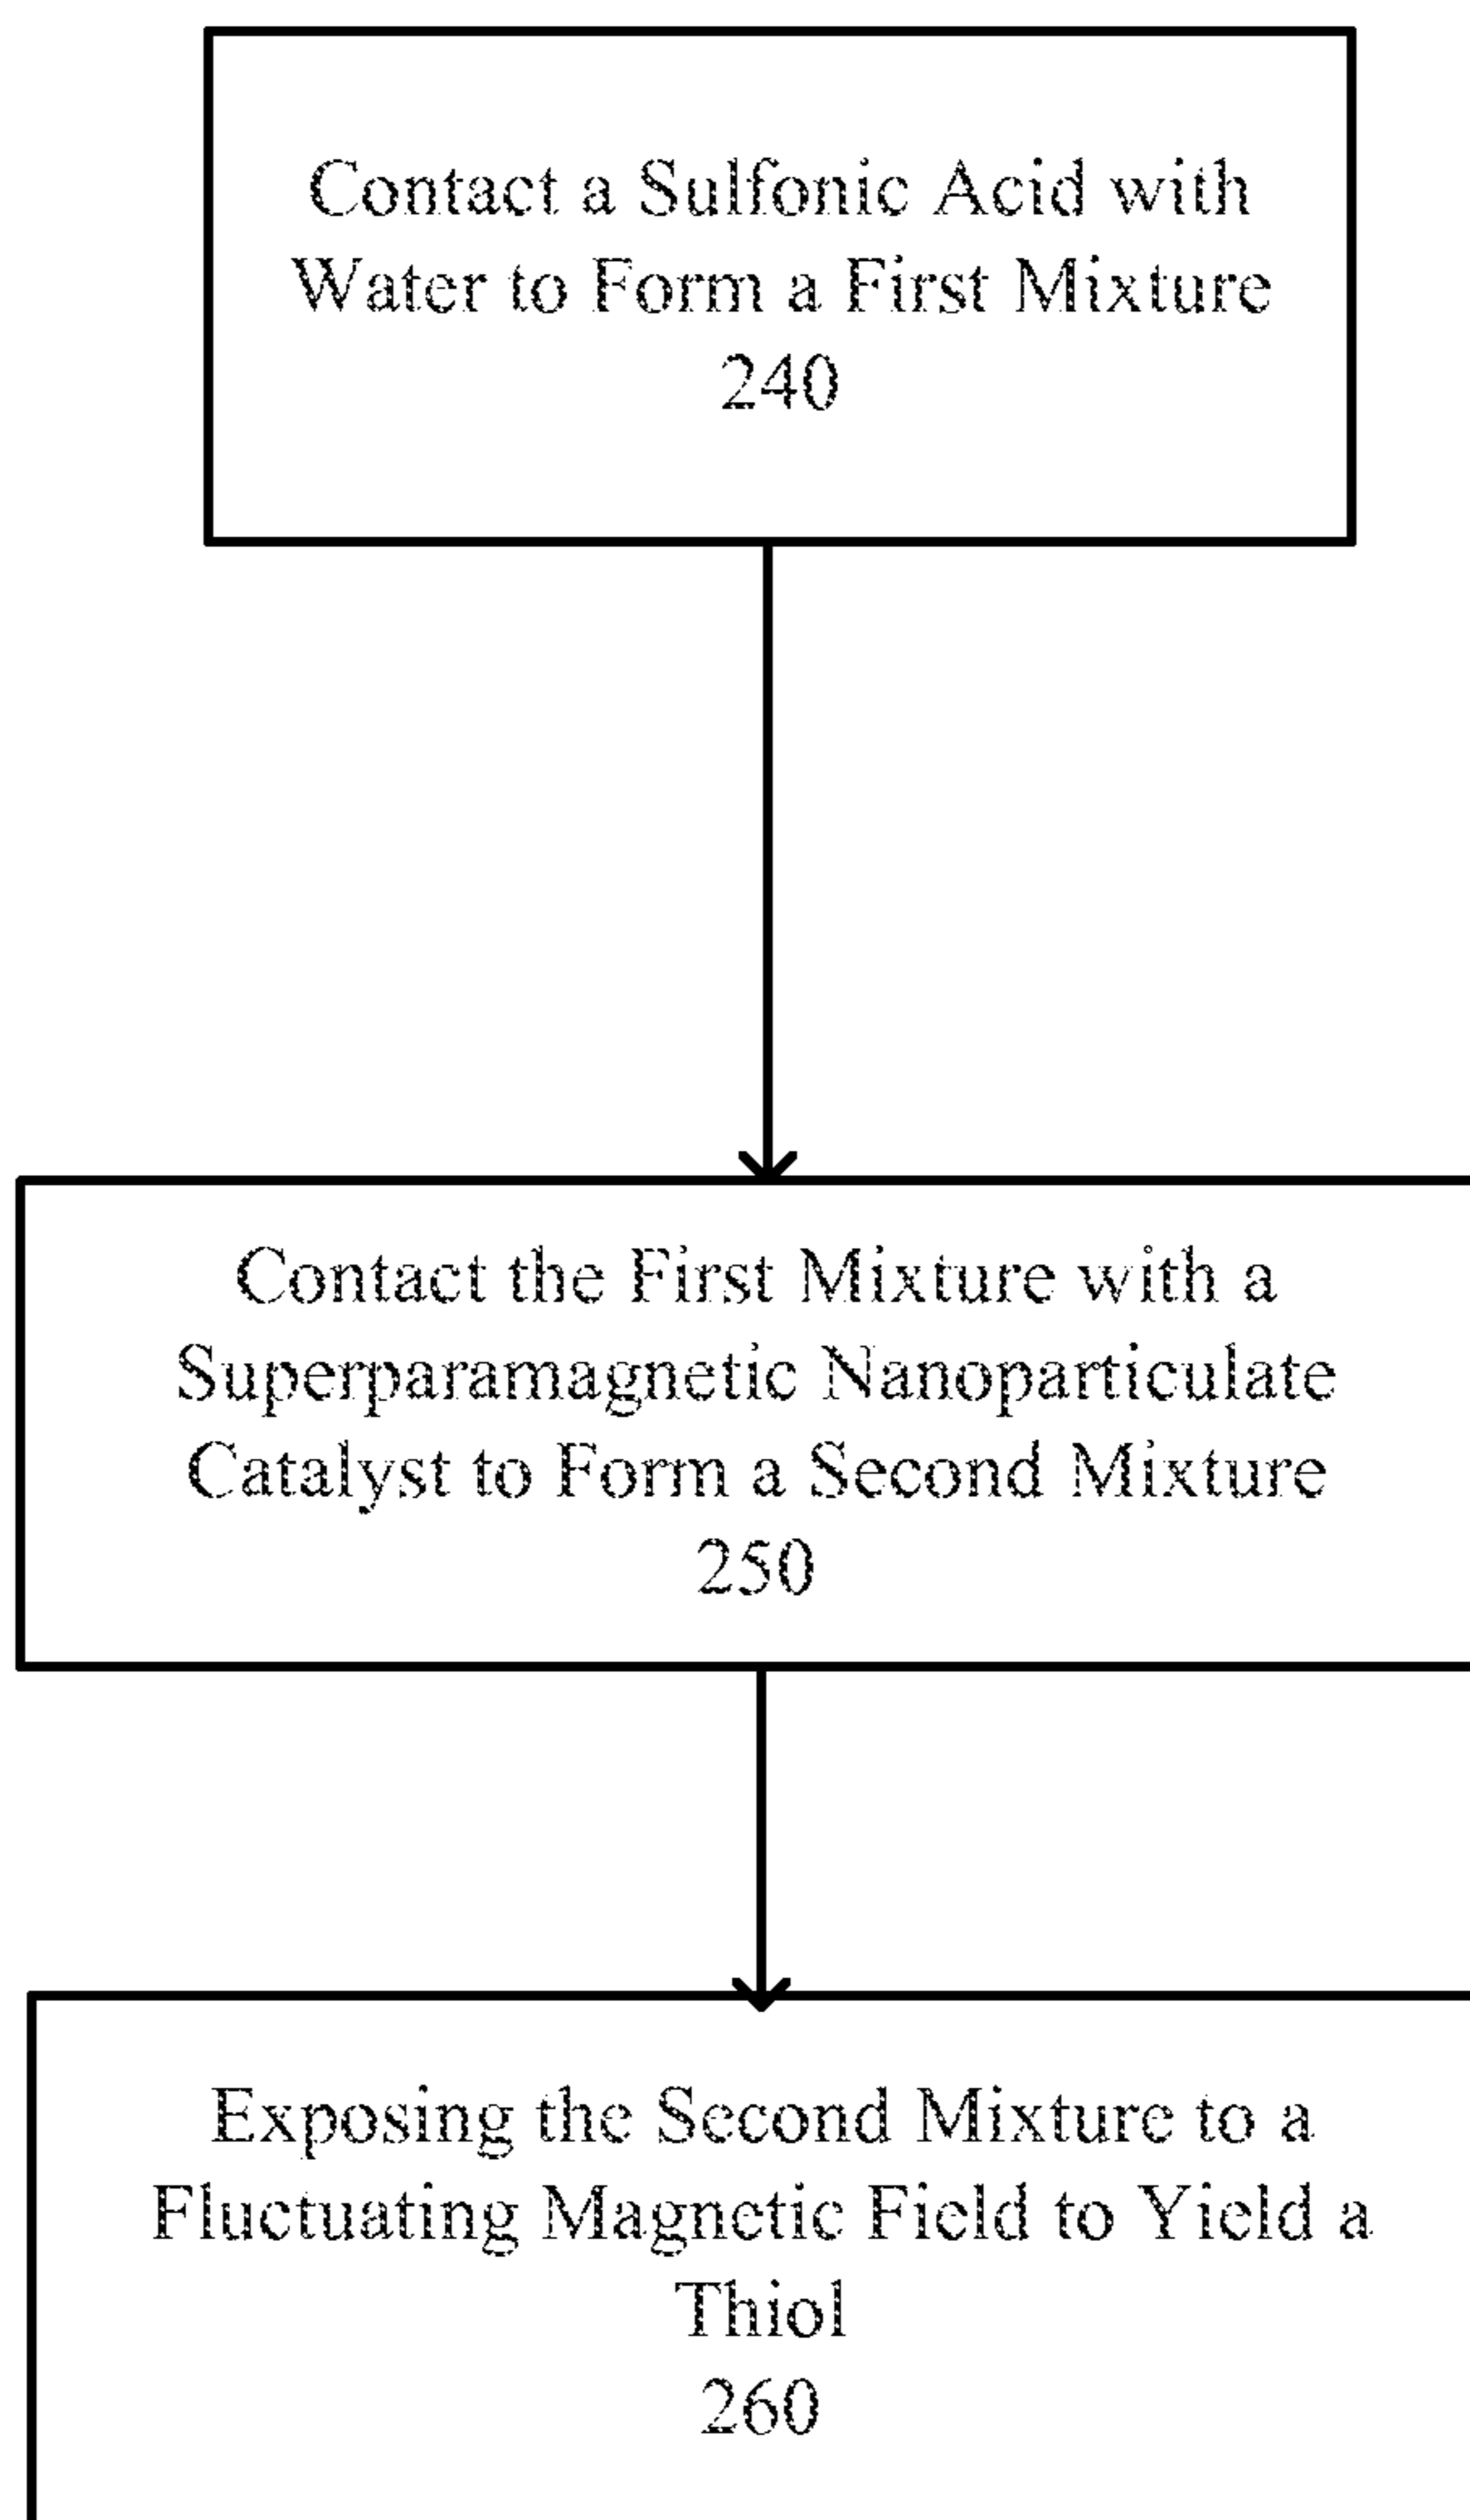 Contact a Sulfonic Acid with
Water to Form a First Mixture
240
Contact the First Mixture with a
Superparamagnetic Nanoparticulate
Catalyst to Form a Second Mixture
250
Exposing the Second Mixture to a
Fluctuating Magnetic Field to Yield a
Thiol
260